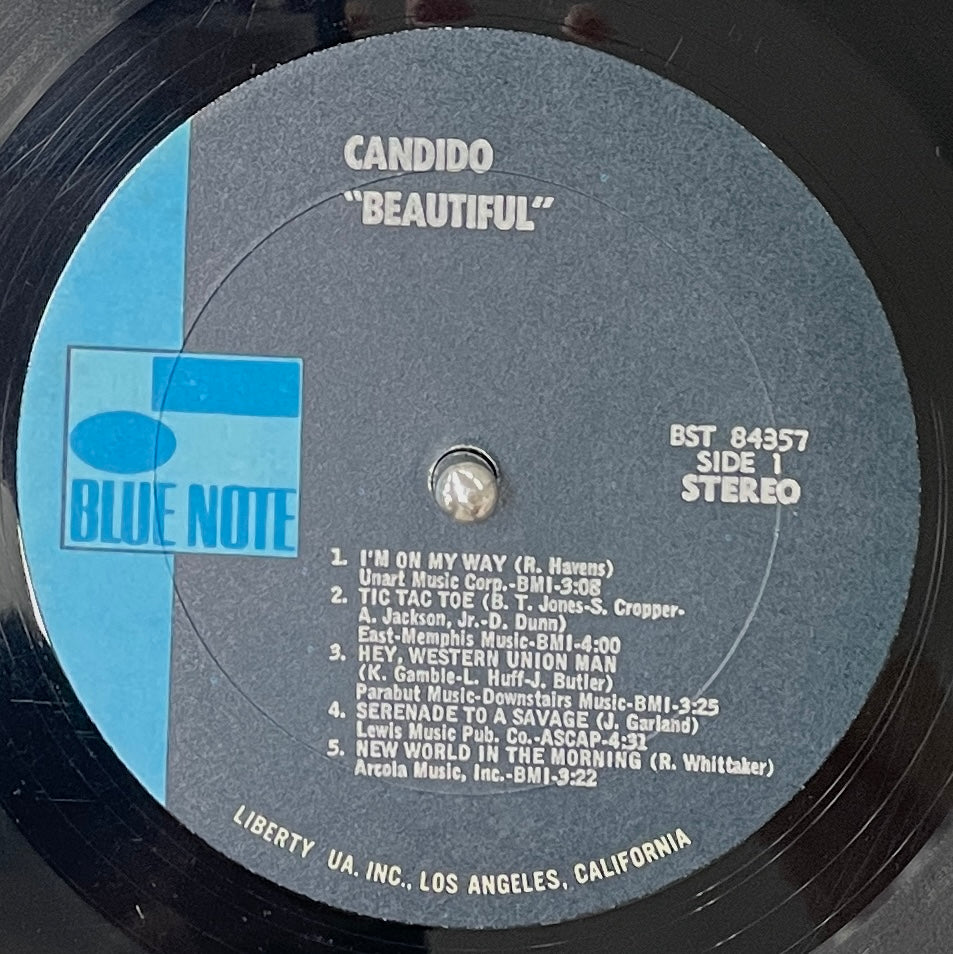 CANDIDO
"BEAUTIFUL"
BLUE NOTE
BST 84357
SIDE 1
STEREO
1. I'M ON MY WAY (R. Havens)
Unart Music Corp.-BMI-3:08
2. TIC TAC TOE (B. T. Jones-S. Cropper-
A. Jackson, Jr.-D. Dunn)
East-Memphis Music-BMI-4:00
3. HEY, WESTERN UNION MAN
(K. Gamble-L. Huff-J. Butler)
Parabut Music-Downstairs Music-BMI-3:25
4. SERENADE TO A SAVAGE (J. Garland)
Lewis Music Pub. Co.-ASCAP-4:31
5. NEW WORLD IN THE MORNING (R. Whittaker)
Arcola Music, Inc.-BMI-3:22
LIBERTY UA. INC., LOS ANGELES, CALIFORNIA